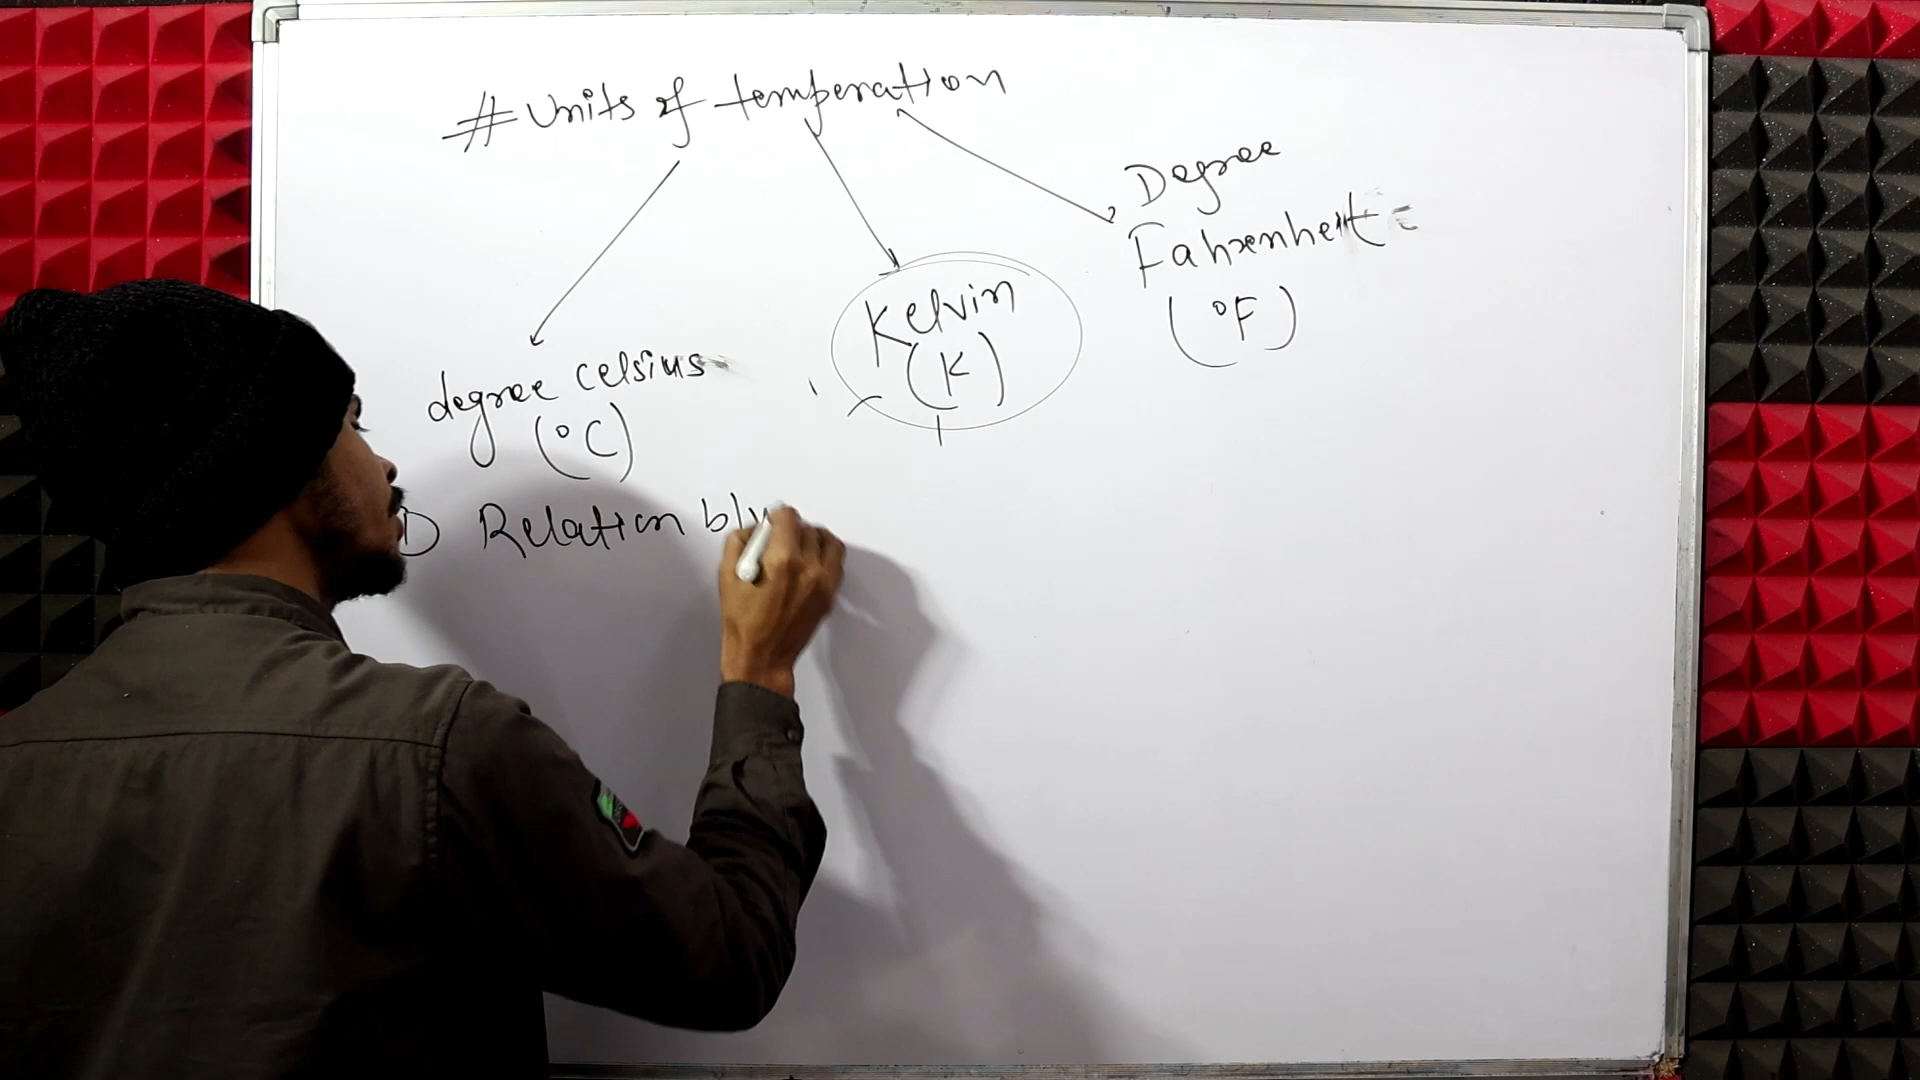 # Units of temperation
Degree
Fahrenheit =
(°F)
Kelvin
(K)
degree celsius
(°C)
Relation b/w